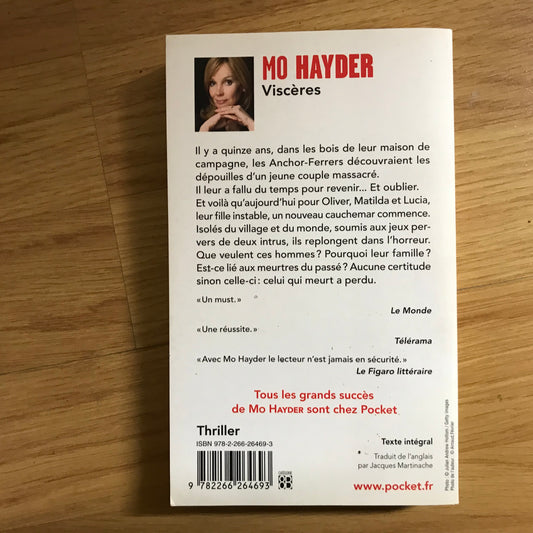 MO HAYDER
Viscères
Il y a quinze ans, dans les bois de leur maison de
campagne, les Anchor-Ferrers découvraient les
dépouilles d'un jeune couple massacré.
Il leur a fallu du temps pour revenir... Et oublier.
Et voilà qu'aujourd'hui pour Oliver, Matilda et Lucia,
leur fille instable, un nouveau cauchemar commence.
Isolés du village et du monde, soumis aux jeux per-
vers de deux intrus, ils replongent dans l'horreur.
Que veulent ces hommes ? Pourquoi leur famille ?
Est-ce lié aux meurtres du passé ? Aucune certitude
sinon celle-ci : celui qui meurt a perdu.
« Un must. »
Le Monde
« Une réussite. »
Télérama
« Avec Mo Hayder le lecteur n'est jamais en sécurité. »
Le Figaro littéraire
Tous les grands succès
de MO HAYDER sont chez Pocket
Thriller
ISBN 978-2-266-26469-3
9 782266 264693
Texte intégral
Traduit de l'anglais
par Jacques Martinache
www.pocket.fr